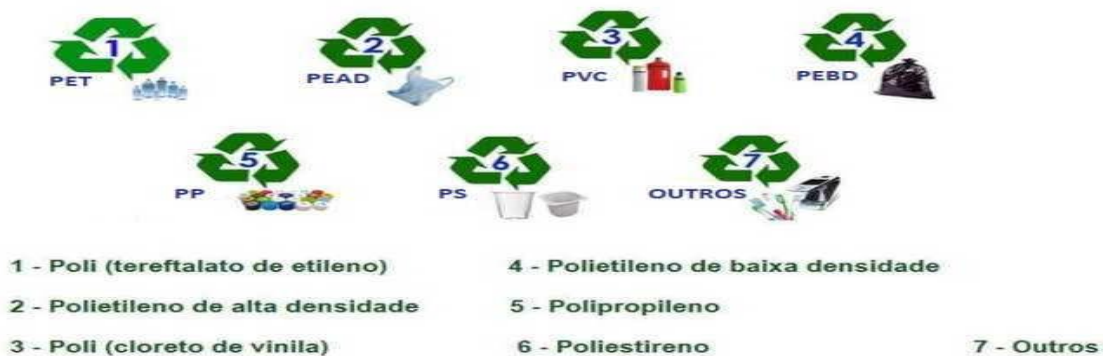 1 2 3 4
PET PEAD PVC PEBD
5 6 7
PP PS OUTROS
1 - Poli (tereftalato de etileno) 4 - Polietileno de baixa densidade
2 - Polietileno de alta densidade 5 - Polipropileno
3 - Poli (cloreto de vinila) 6 - Poliestireno 7 - Outros